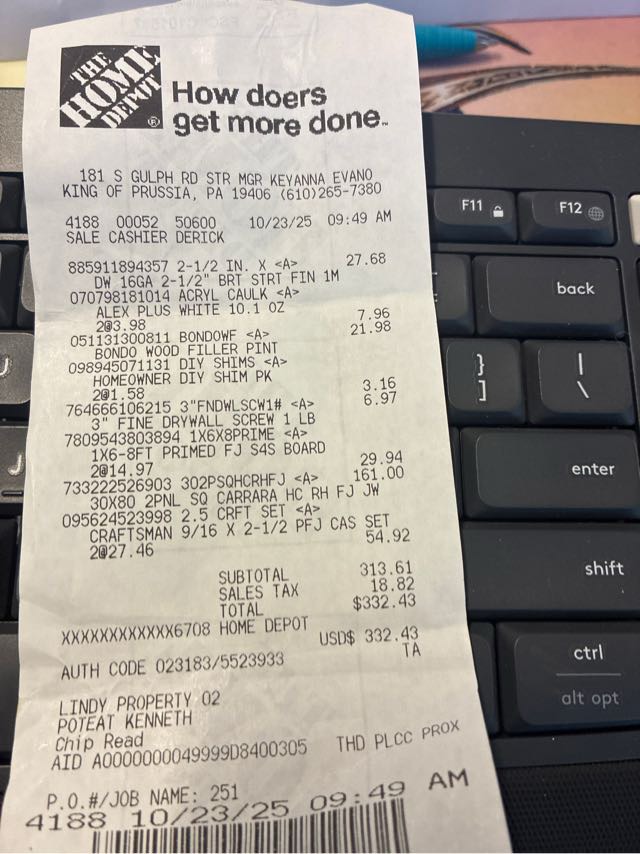 THE
HOME
DEPOT
®
How doers
get more done™
181 S GULPH RD STR MGR KEYANNA EVANO
KING OF PRUSSIA, PA 19406 (610)265-7380
4188 00052 50600 10/23/25 09:49 AM
SALE CASHIER DERICK
885911894357 2-1/2 IN. X <A> 27.68
DW 16GA 2-1/2" BRT STRT FIN 1M
070798181014 ACRYL CAULK <A>
ALEX PLUS WHITE 10.1 OZ
2@3.98 7.96
051131300811 BONDOWF <A> 21.98
BONDO WOOD FILLER PINT
098945071131 DIY SHIMS <A>
HOMEOWNER DIY SHIM PK
2@1.58 3.16
764666106215 3"FNDWLSCW1# <A> 6.97
3" FINE DRYWALL SCREW 1 LB
7809543803894 1X6X8PRIME <A>
1X6-8FT PRIMED FJ S4S BOARD
2@14.97 29.94
733222526903 302PSQHCRHFJ <A> 161.00
30X80 2PNL SQ CARRARA HC RH FJ JW
095624523998 2.5 CRFT SET <A>
CRAFTSMAN 9/16 X 2-1/2 PFJ CAS SET
2@27.46 54.92
SUBTOTAL 313.61
SALES TAX 18.82
TOTAL $332.43
XXXXXXXXXXXX6708 HOME DEPOT
USD$ 332.43
AUTH CODE 023183/5523933 TA
LINDY PROPERTY 02
POTEAT KENNETH
Chip Read
AID A0000000049999D8400305 THD PLCC PROX
P.O.#/JOB NAME: 251
4188 10/23/25 09:49 AM
F11
F12
back
}
]
|
\
enter
shift
ctrl
alt opt
J